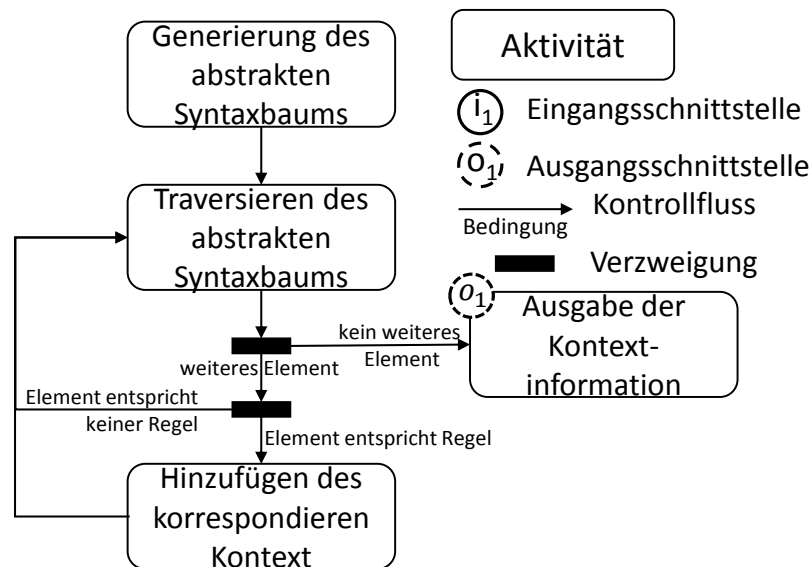 Generierung des
abstrakten
Syntaxbaums
Traversieren des
abstrakten
Syntaxbaums
kein weiteres
Element
weiteres Element
Element entspricht
keiner Regel
Element entspricht Regel
Hinzufügen des
korrespondieren
Kontext
Aktivität
i1 Eingangsschnittstelle
o1 Ausgangsschnittstelle
Kontrollfluss
Bedingung
Verzweigung
o1
Ausgabe der
Kontext-
information